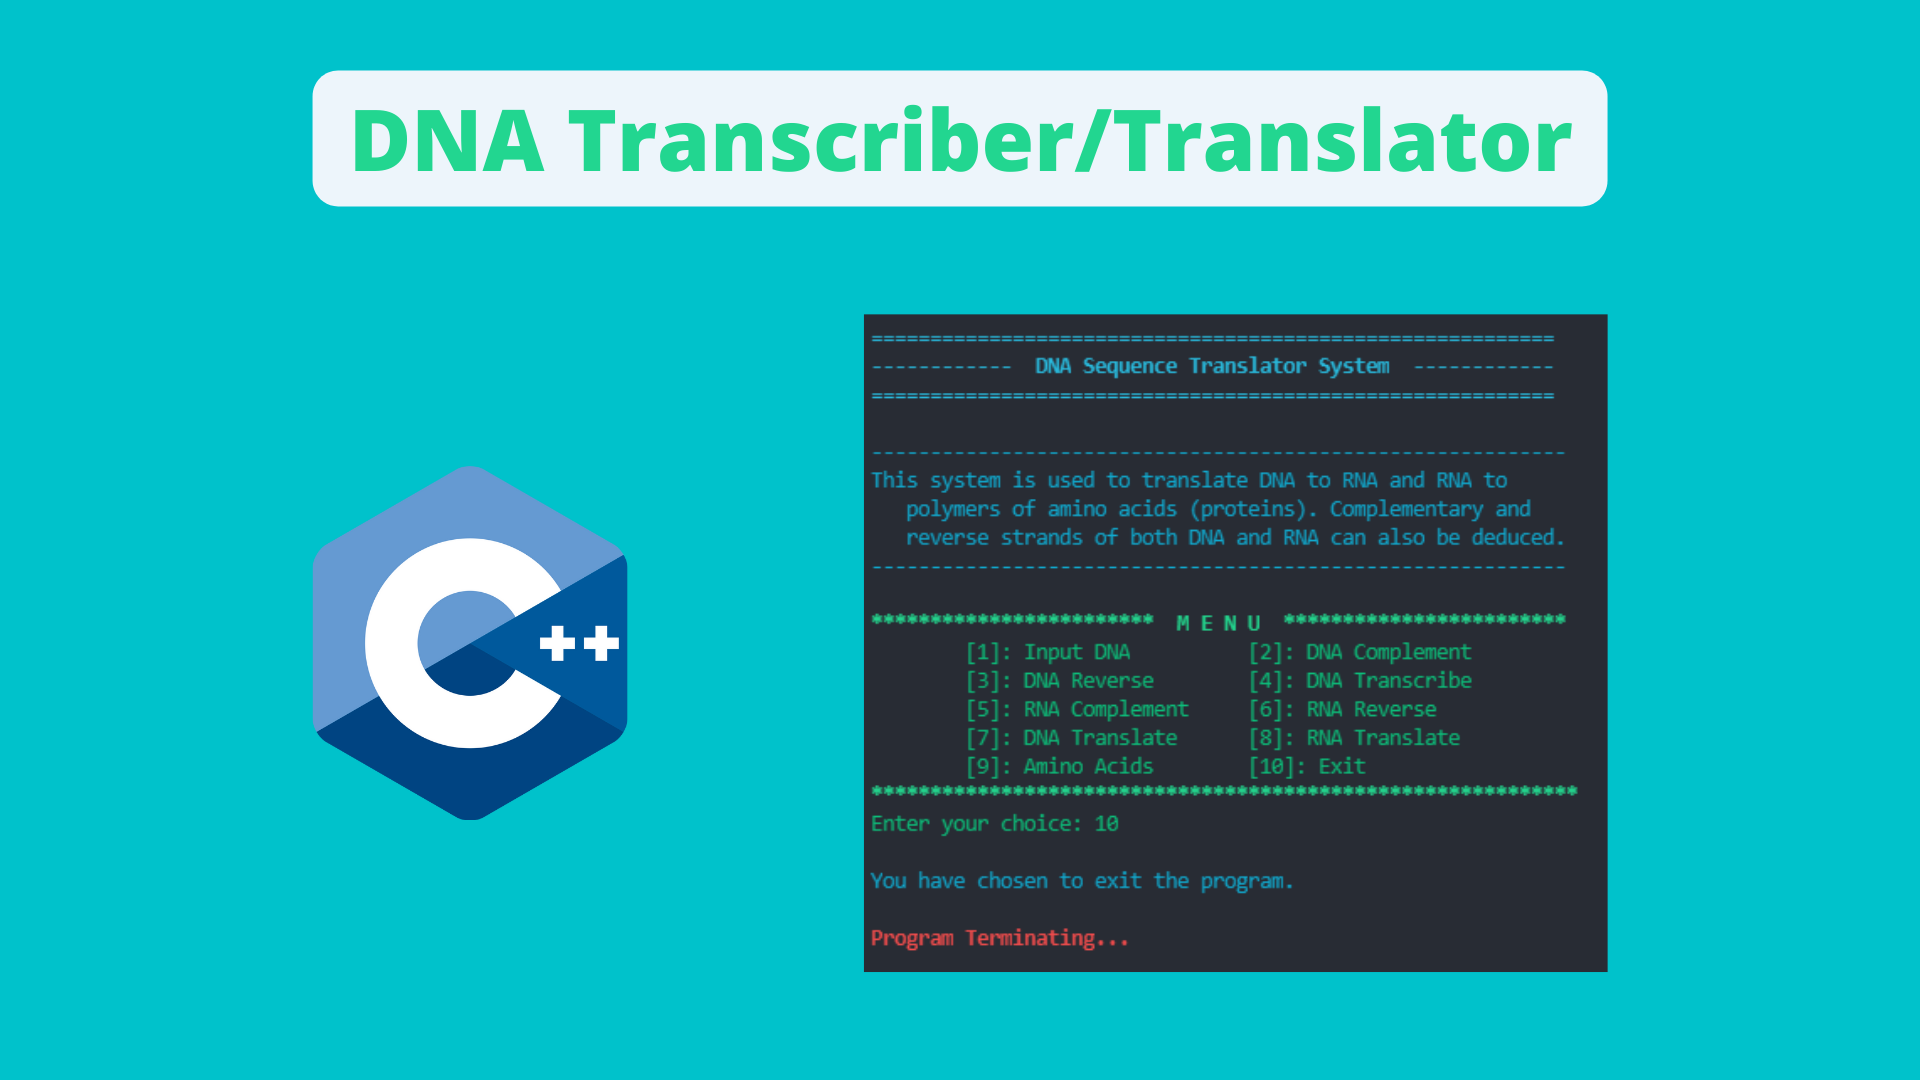 DNA Transcriber/Translator
==========================================================
------------ DNA Sequence Translator System ------------
==========================================================
-----------------------------------------------------------
This system is used to translate DNA to RNA and RNA to
polymers of amino acids (proteins). Complementary and
reverse strands of both DNA and RNA can also be deduced.
-----------------------------------------------------------
************************ M E N U ************************
[1]: Input DNA [2]: DNA Complement
[3]: DNA Reverse [4]: DNA Transcribe
[5]: RNA Complement [6]: RNA Reverse
[7]: DNA Translate [8]: RNA Translate
[9]: Amino Acids [10]: Exit
************************************************************
Enter your choice: 10
You have chosen to exit the program.
Program Terminating...
C++